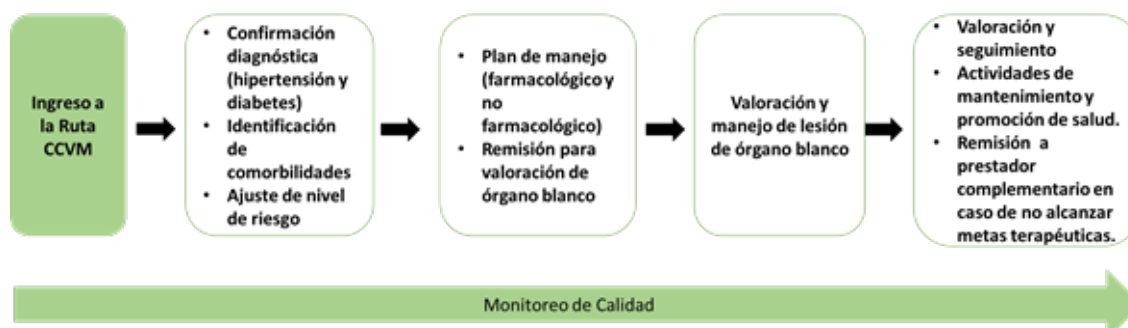 Ingreso a
la Ruta
CCVM
• Confirmación
diagnóstica
(hipertensión y
diabetes)
• Identificación
de
comorbilidades
• Ajuste de nivel
de riesgo
• Plan de manejo
(farmacológico y
no
farmacológico)
• Remisión para
valoración de
órgano blanco
Valoración y
manejo de lesión
de órgano blanco
• Valoración y
seguimiento
• Actividades de
mantenimiento y
promoción de salud.
• Remisión a
prestador
complementario en
caso de no alcanzar
metas terapéuticas.
Monitoreo de Calidad